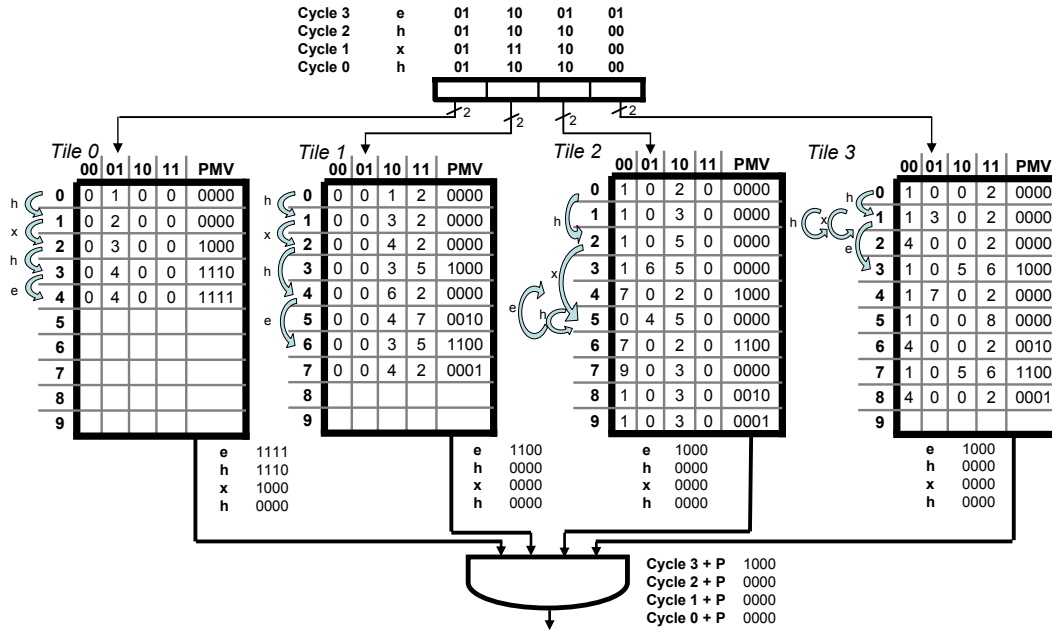 Cycle 3 e 01 10 01 01
Cycle 2 h 01 10 10 00
Cycle 1 x 01 11 10 00
Cycle 0 h 01 10 10 00
2 2 2 2
Tile 0
00 01 10 11 PMV
0 0 1 0 0 0000
1 0 2 0 0 0000
2 0 3 0 0 1000
3 0 4 0 0 1110
4 0 4 0 0 1111
5
6
7
8
9
h
x
h
e
Tile 1
00 01 10 11 PMV
0 0 0 1 2 0000
1 0 0 3 2 0000
2 0 0 4 2 0000
3 0 0 3 5 1000
4 0 0 6 2 0000
5 0 0 4 7 0010
6 0 0 3 5 1100
7 0 0 4 2 0001
8
9
h
x
h
e
Tile 2
00 01 10 11 PMV
0 1 0 2 0 0000
1 1 0 3 0 0000
2 1 0 5 0 0000
3 1 6 5 0 0000
4 7 0 2 0 1000
5 0 4 5 0 0000
6 7 0 2 0 1100
7 9 0 3 0 0000
8 1 0 3 0 0010
9 1 0 3 0 0001
h
x
e
h
Tile 3
00 01 10 11 PMV
0 1 0 0 2 0000
1 1 3 0 2 0000
2 4 0 0 2 0000
3 1 0 5 6 1000
4 1 7 0 2 0000
5 1 0 0 8 0000
6 4 0 0 2 0010
7 1 0 5 6 1100
8 4 0 0 2 0001
9
h
h
x
e
e 1111
h 1110
x 1000
h 0000
e 1100
h 0000
x 0000
h 0000
e 1000
h 0000
x 0000
h 0000
e 1000
h 0000
x 0000
h 0000
Cycle 3 + P 1000
Cycle 2 + P 0000
Cycle 1 + P 0000
Cycle 0 + P 0000